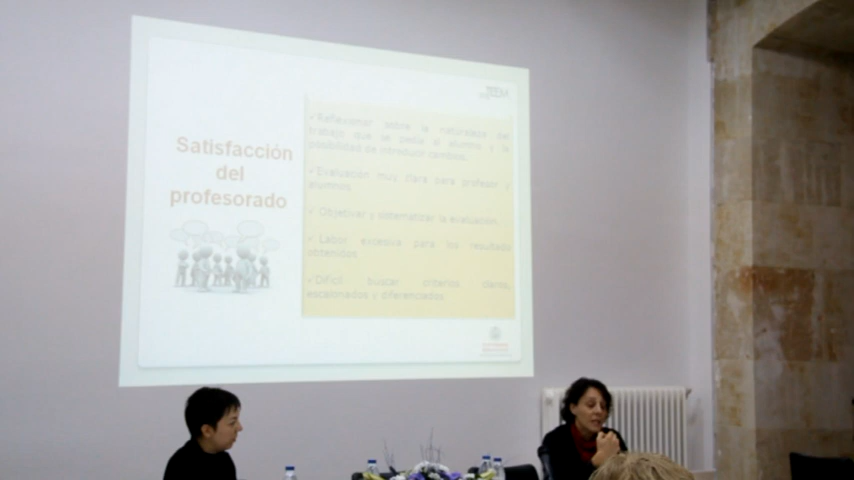 Satisfacción
del
profesorado
✓Reflexionar sobre la naturaleza del
trabajo que se pide al alumno y la
posibilidad de introducir cambios.
✓Evaluación muy clara para profesor y
alumnos.
✓ Objetivar y sistematizar la evaluación.
✓ Labor excesiva para los resultado
obtenidos.
✓Difícil buscar criterios claros,
escalonados y diferenciados.